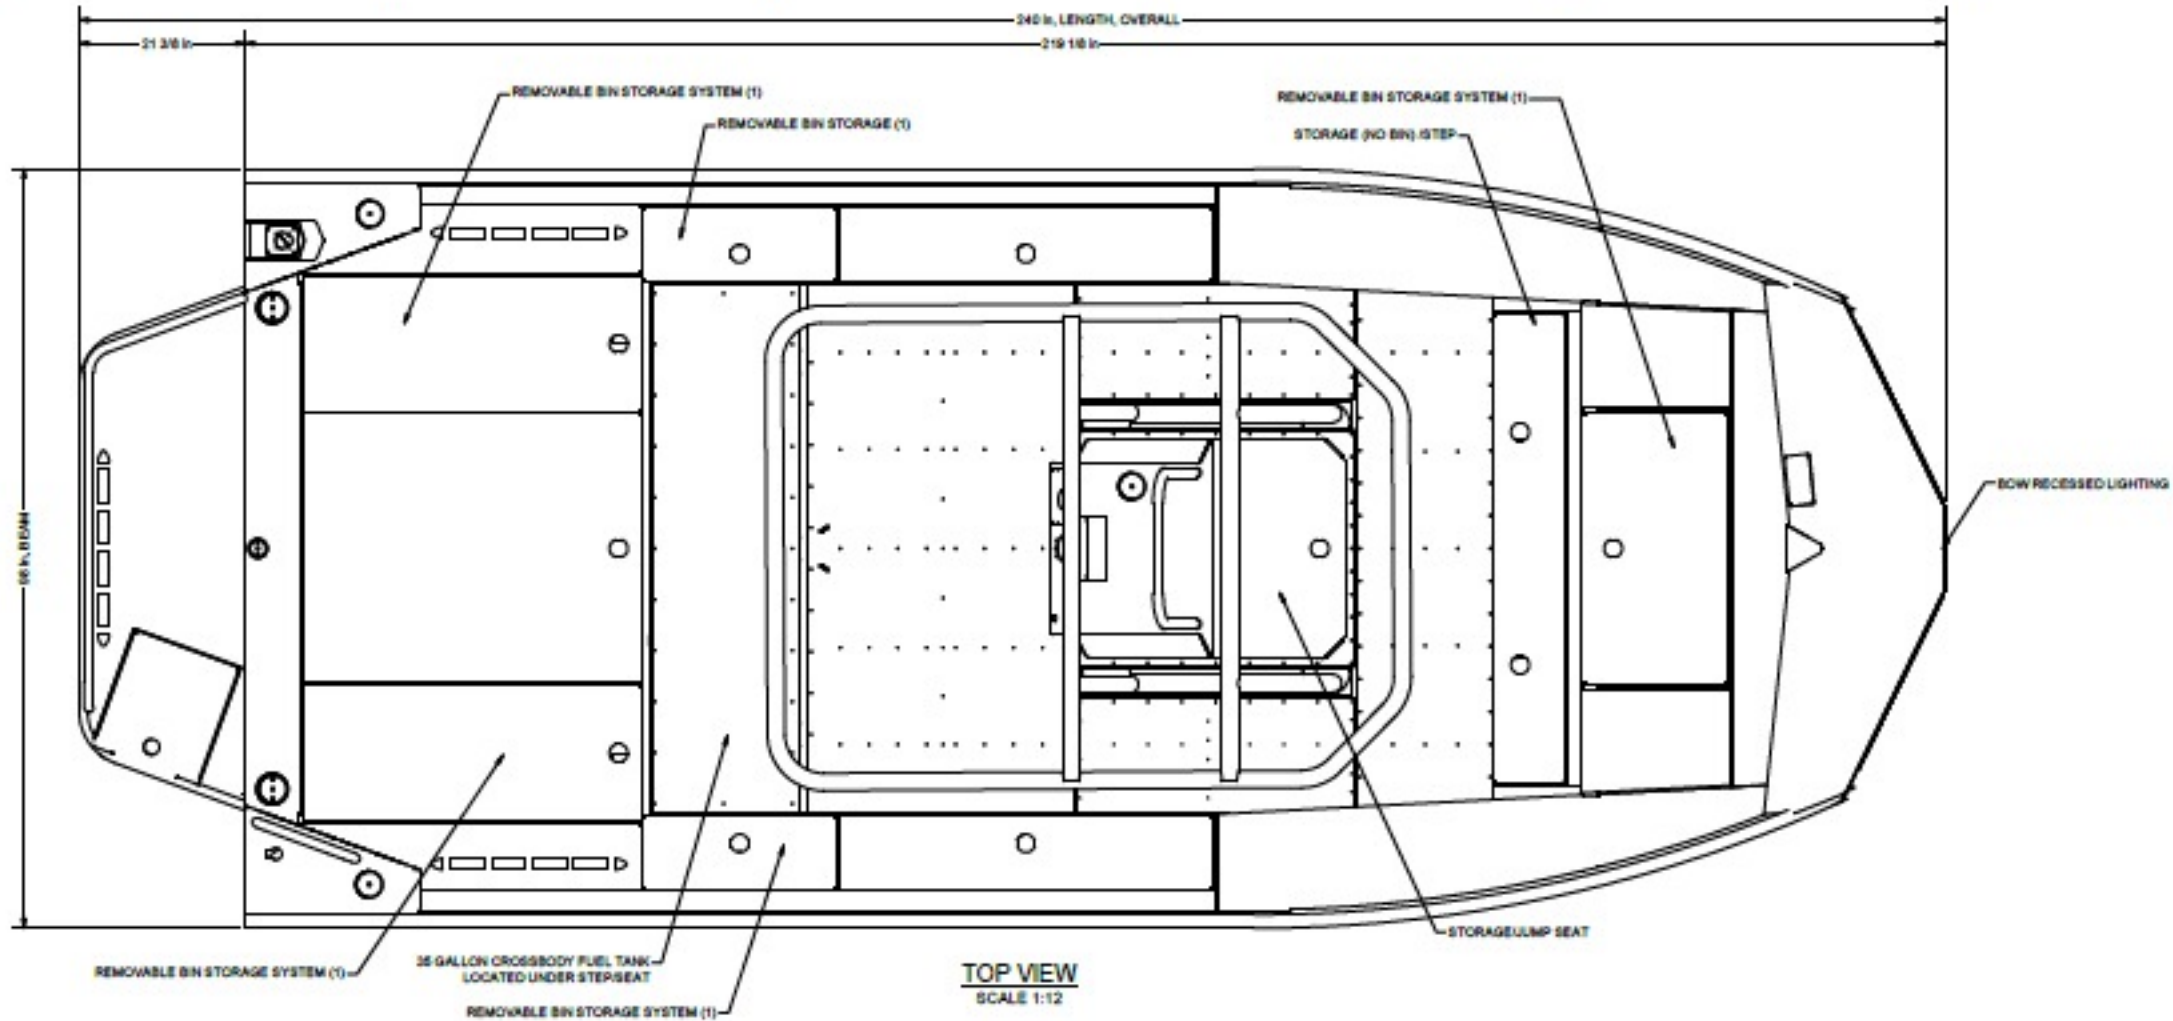 240 in, LENGTH, OVERALL
21 3/8 in
219 1/8 in
REMOVABLE BIN STORAGE SYSTEM (1)
REMOVABLE BIN STORAGE SYSTEM (1)
REMOVABLE BIN STORAGE (1)
STORAGE (NO BIN) /STEP
BOW RECESSED LIGHTING
in, BEAM
STORAGE/JUMP SEAT
REMOVABLE BIN STORAGE SYSTEM (1)
GALLON CROSSBODY FUEL TANK
LOCATED UNDER STEP/SEAT
REMOVABLE BIN STORAGE SYSTEM (1)
TOP VIEW
SCALE 1:12